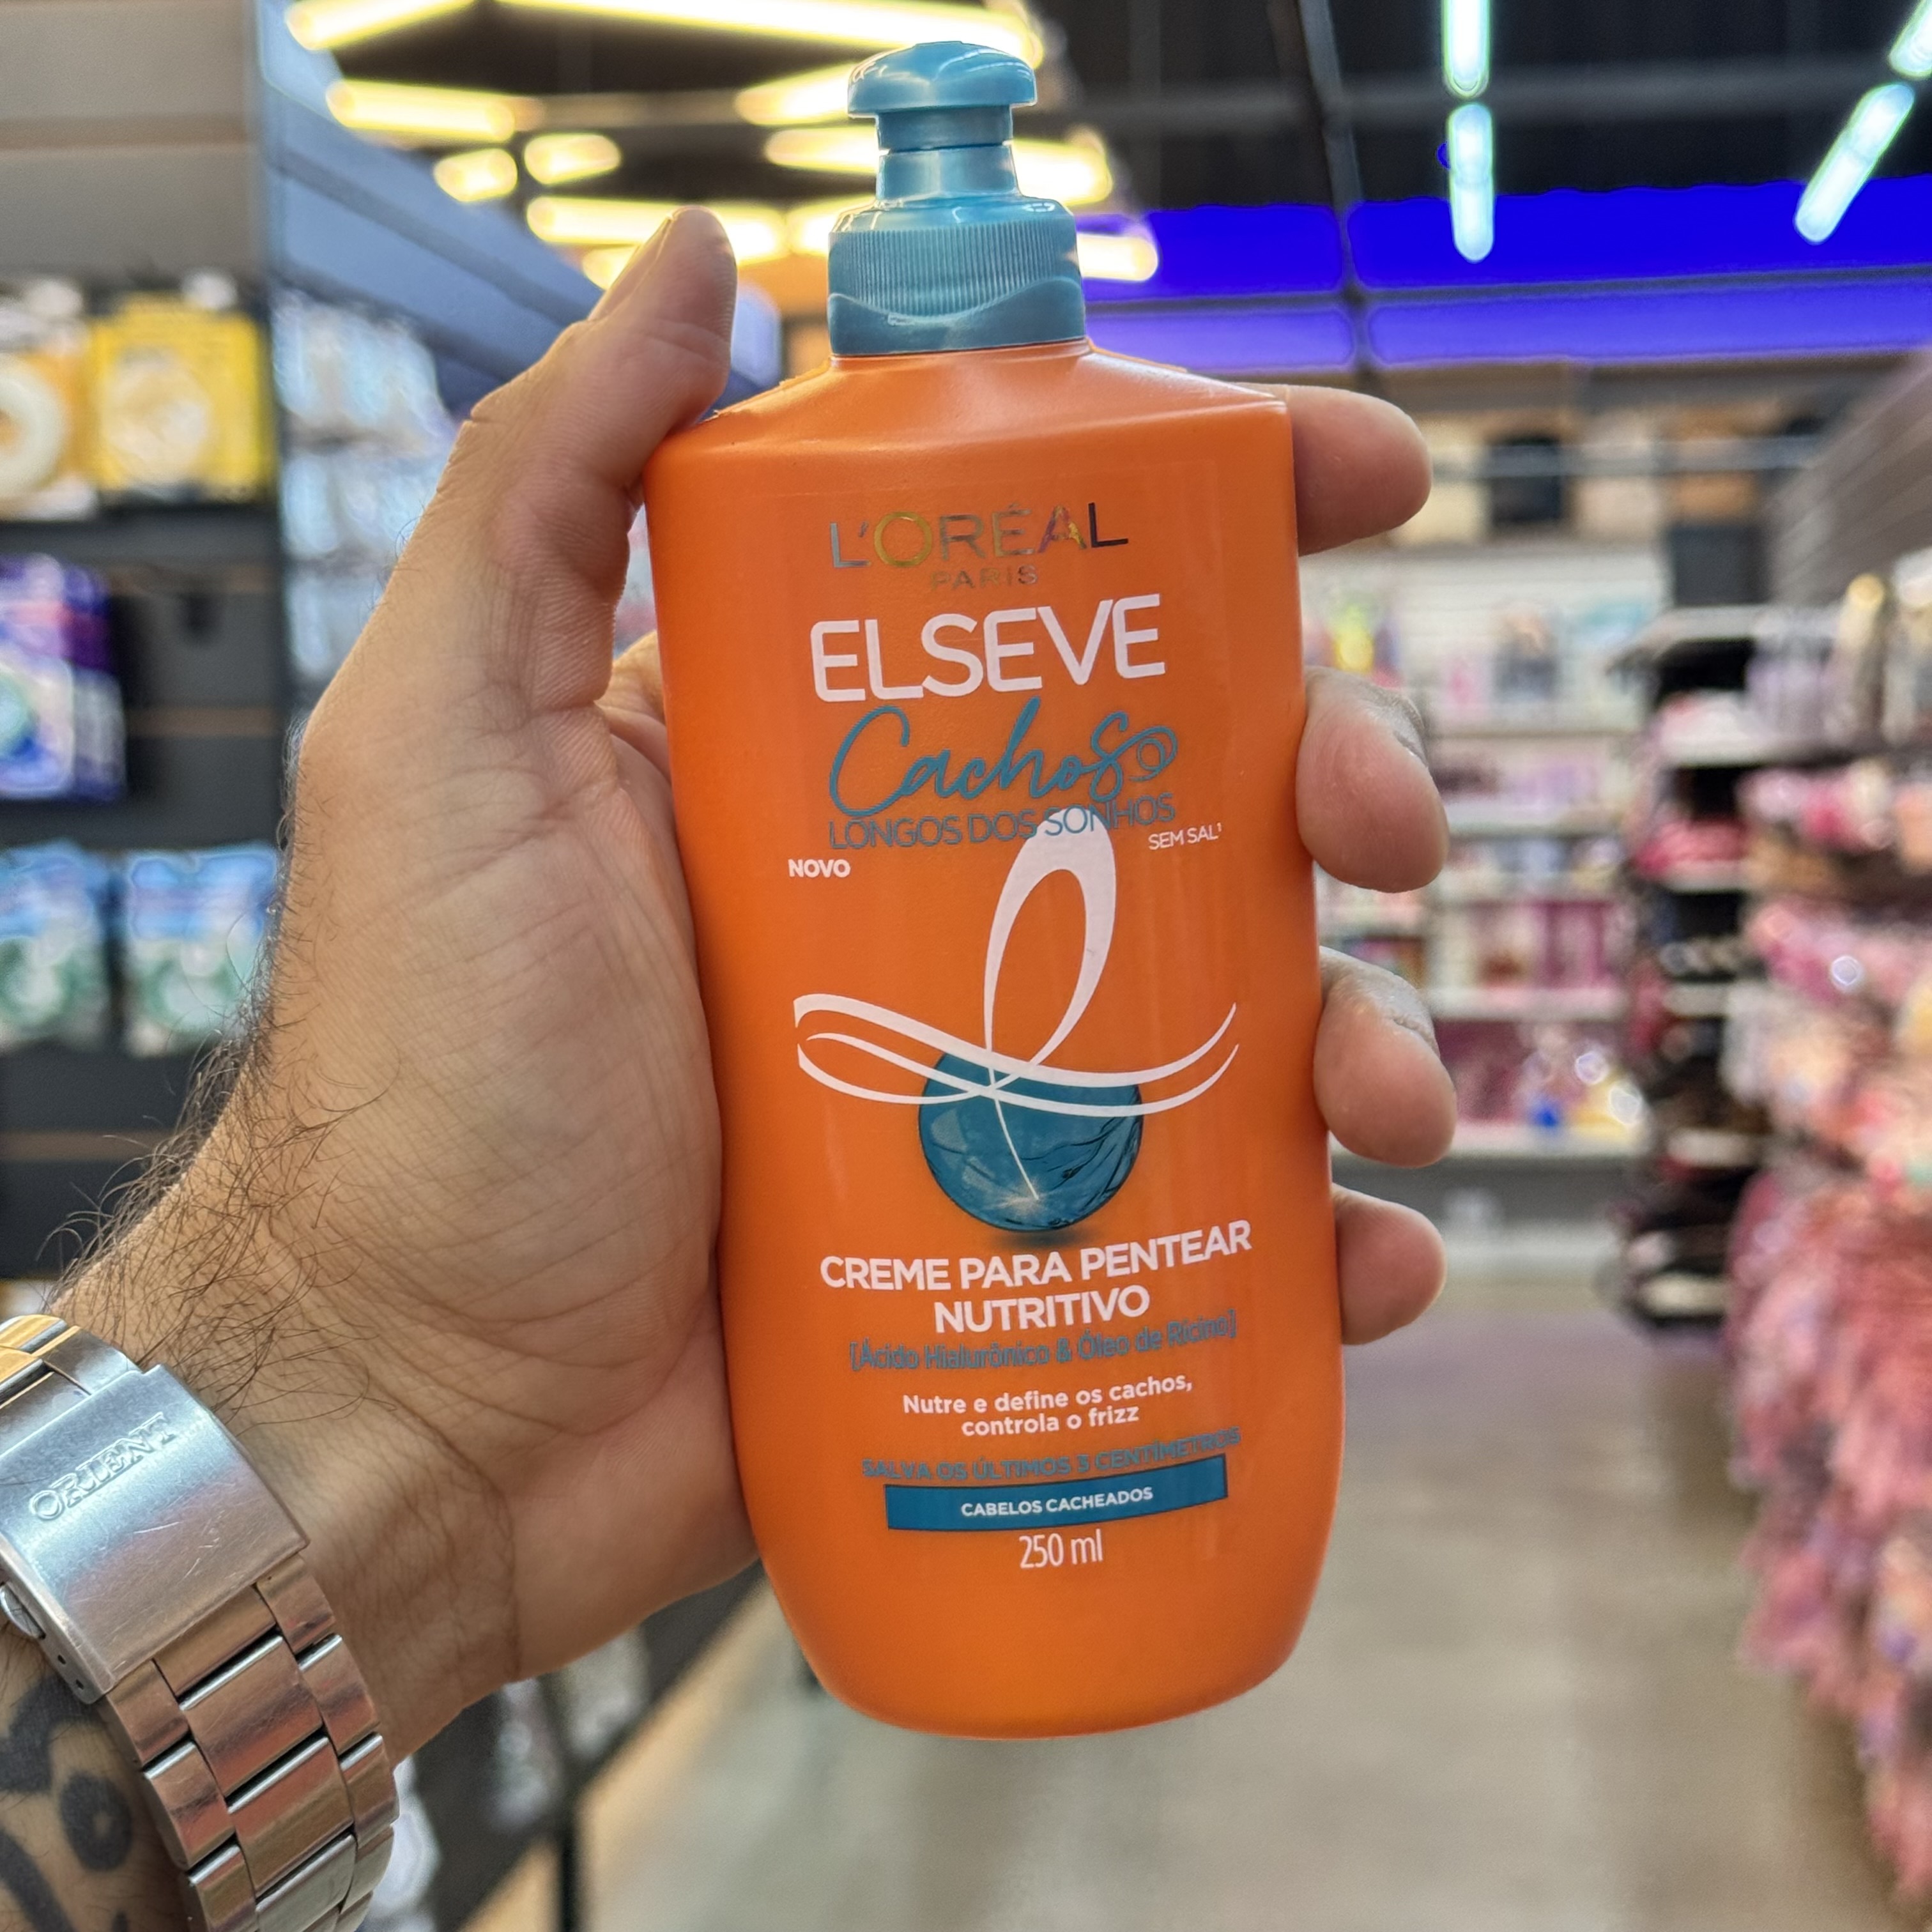 L'ORÉAL
PARIS
ELSEVE
Cachos
LONGOS DOS SONHOS
SEM SAL¹
NOVO
CREME PARA PENTEAR
NUTRITIVO
[Ácido Hialurônico & Óleo de Rícino]
Nutre e define os cachos,
controla o frizz
SALVA OS ÚLTIMOS 3 CENTÍMETROS
CABELOS CACHEADOS
250 ml
ORIENT